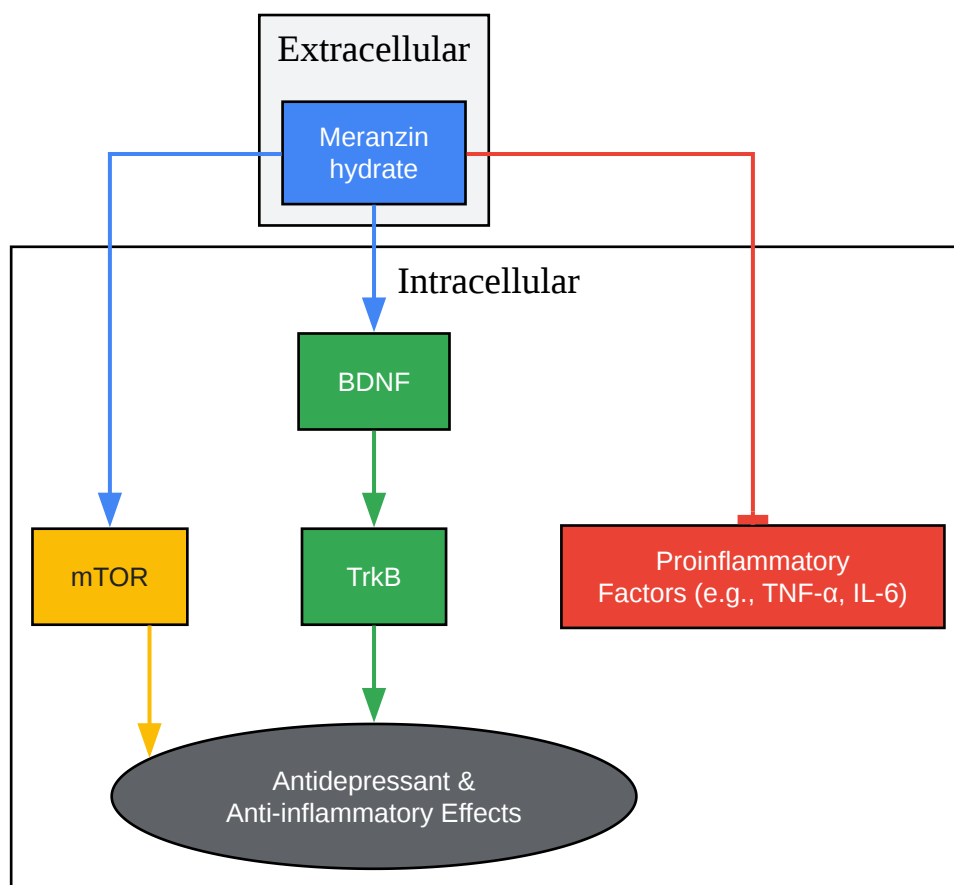 Extracellular
Meranzin
hydrate
Intracellular
BDNF
mTOR
TrkB
Proinflammatory
Factors (e.g., TNF-α, IL-6)
Antidepressant &
Anti-inflammatory Effects